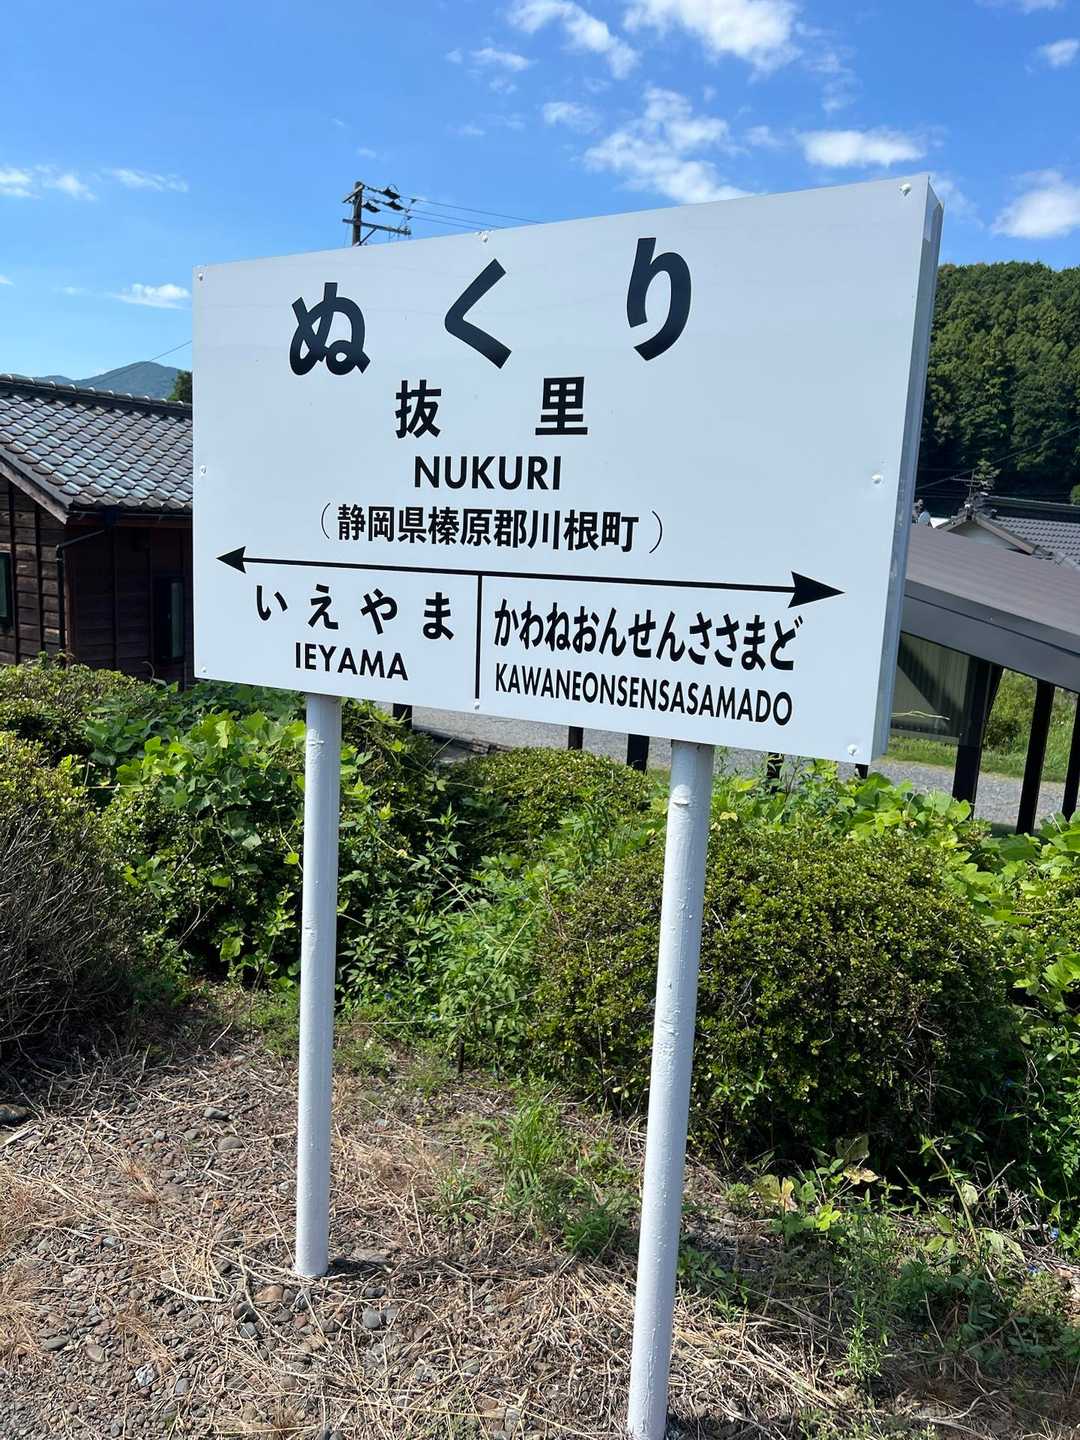 ぬくり
抜里
NUKURI
（静岡県榛原郡川根町）
いえやま
IEYAMA
かわねおんせんささまど
KAWANEONSENSASAMADO